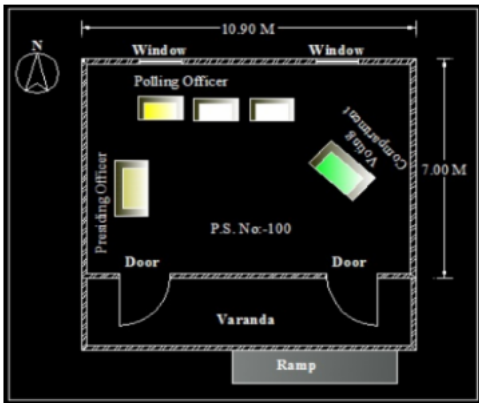 10.90 M
N
Window
Window
Polling Officer
Voting
Compartment
7.00 M
Presiding Officer
P.S. No:-100
Door
Door
Varanda
Ramp